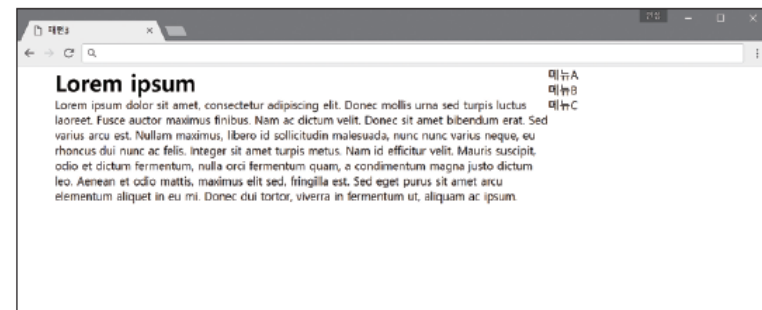 Lorem ipsum
Lorem ipsum dolor sit amet, consectetur adipiscing elit. Donec mollis urna sed turpis luctus
laoreet. Fusce auctor maximus finibus. Nam ac dictum velit. Donec sit amet bibendum erat. Sed
varius arcu est. Nullam maximus, libero id sollicitudin malesuada, nunc nunc varius neque, eu
rhoncus dui nunc ac felis. Integer sit amet turpis metus. Nam id efficitur velit. Mauris suscipit,
odio et dictum fermentum, nulla orci fermentum quam, a condimentum magna justo dictum
leo. Aenean et odio mattis, maximus elit sed, fringilla est. Sed eget purus sit amet arcu
elementum aliquet in eu mi. Donec dui tortor, viverra in fermentum ut, aliquam ac ipsum.
메뉴A
메뉴B
메뉴C